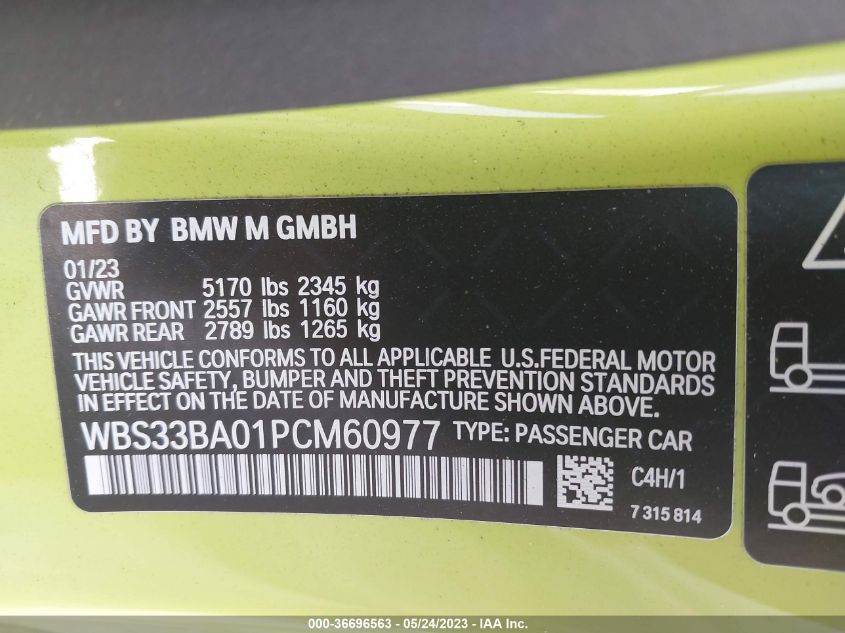 MFD BY BMW M GMBH
01/23
GVWR 5170 lbs 2345 kg
GAWR FRONT 2557 lbs 1160 kg
GAWR REAR 2789 lbs 1265 kg
THIS VEHICLE CONFORMS TO ALL APPLICABLE U.S.FEDERAL MOTOR
VEHICLE SAFETY, BUMPER AND THEFT PREVENTION STANDARDS
IN EFFECT ON THE DATE OF MANUFACTURE SHOWN ABOVE.
WBS33BA01PCM60977 TYPE: PASSENGER CAR
C4H/1
7 315 814
000-36696563 - 05/24/2023 - IAA Inc.